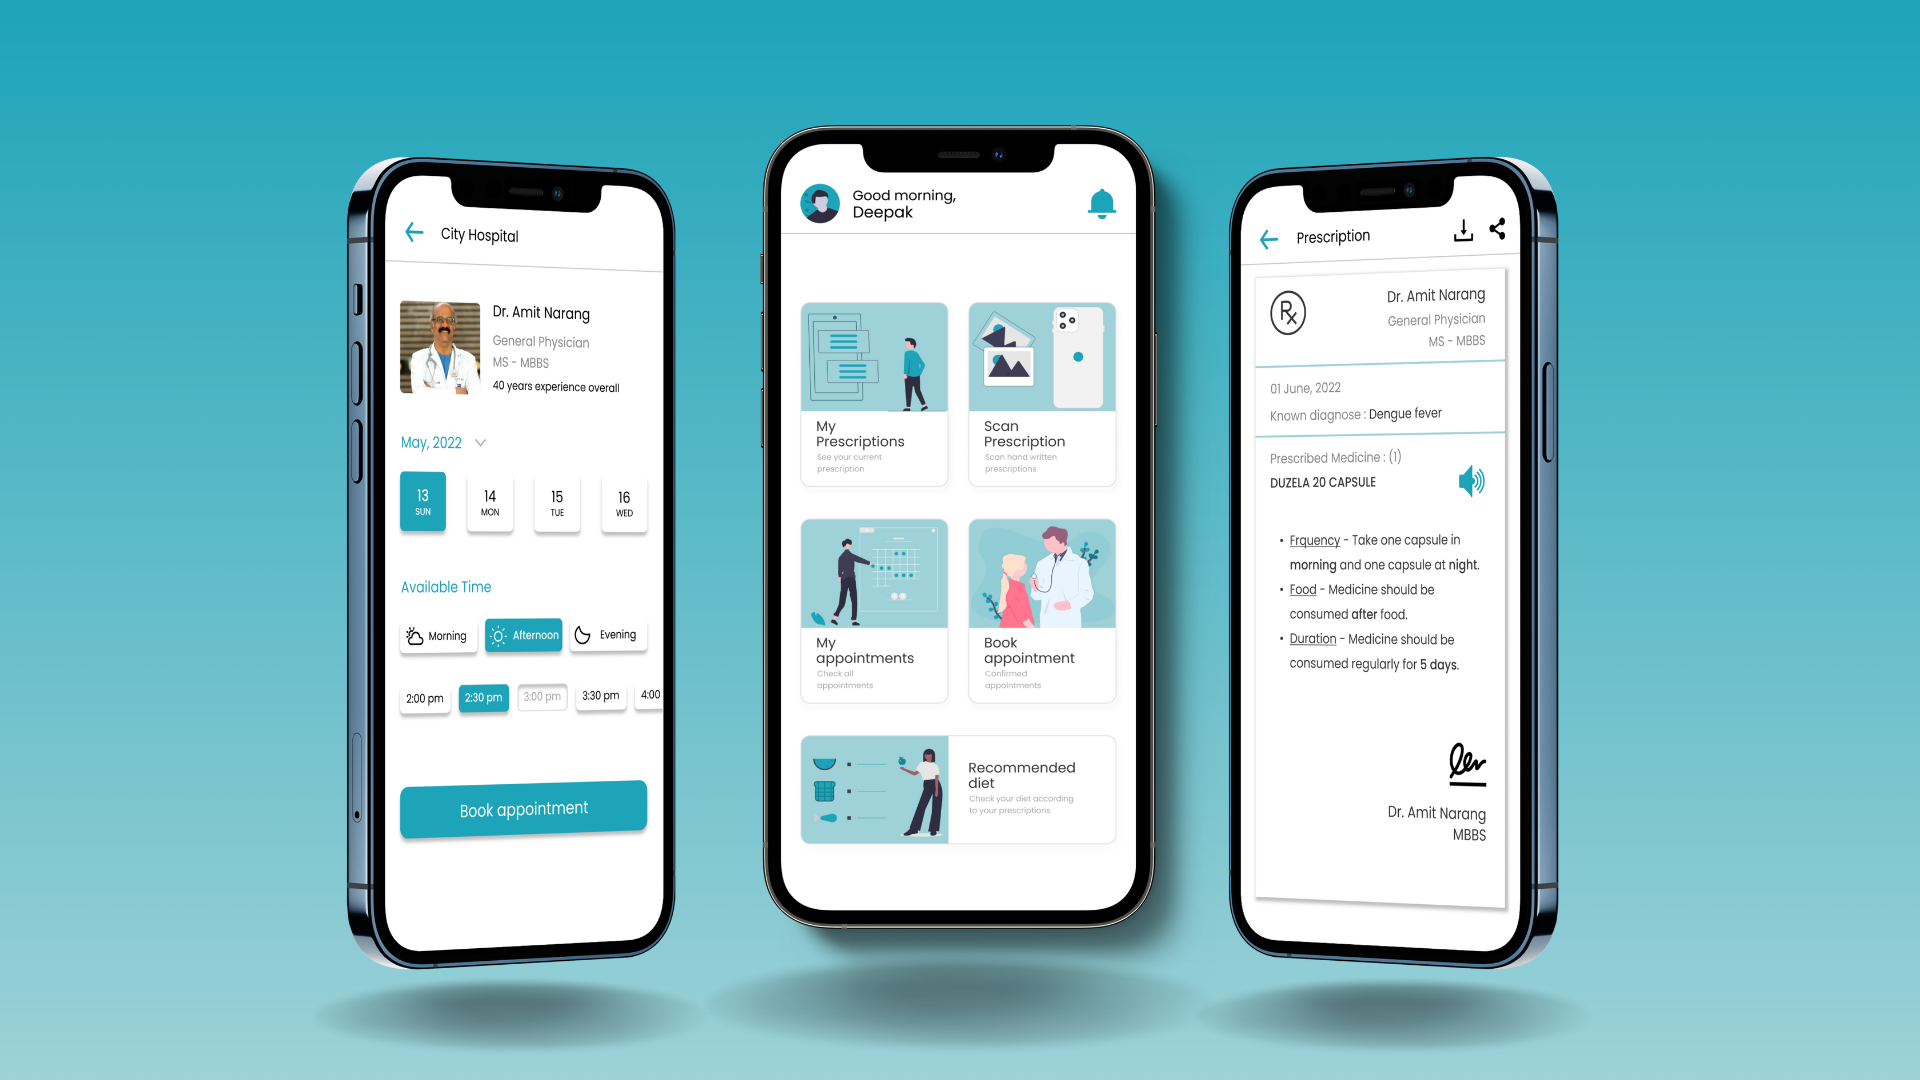 City Hospital
Dr. Amit Narang
General Physician
MS - MBBS
40 years experience overall
May, 2022
13 14 15 16
SUN MON TUE WED
Available Time
Morning Afternoon Evening
2:00 pm 2:30 pm 3:00 pm 3:30 pm 4:00
Book appointment
Good morning,
Deepak
My
Prescriptions
See your current
prescription
Scan
Prescription
Scan hand written
prescriptions
My
appointments
Check all
appointments
Book
appointment
Confirmed
appointments
Recommended
diet
Check your diet according
to your prescriptions
Prescription
Rx
Dr. Amit Narang
General Physician
MS - MBBS
01 June, 2022
Known diagnose : Dengue fever
Prescribed Medicine : (1)
DUZELA 20 CAPSULE
• Frquency - Take one capsule in
morning and one capsule at night.
• Food - Medicine should be
consumed after food.
• Duration - Medicine should be
consumed regularly for 5 days.
Dr. Amit Narang
MBBS